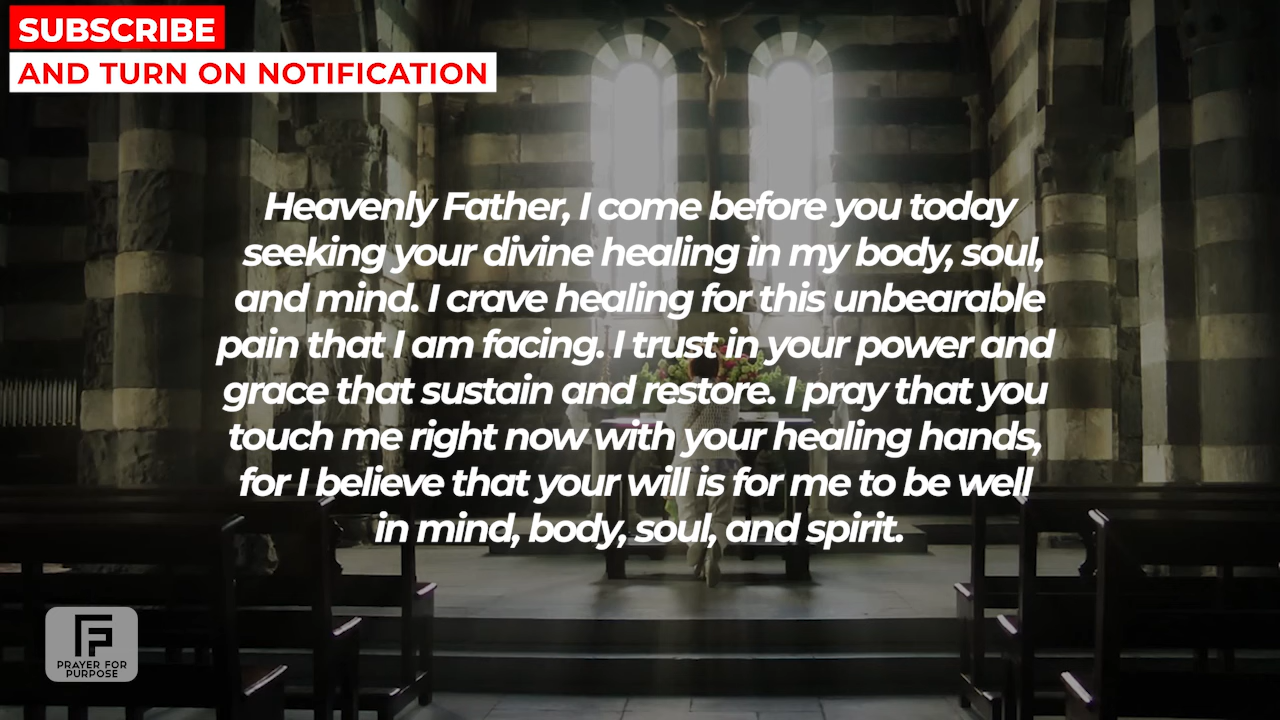 SUBSCRIBE
AND TURN ON NOTIFICATION
Heavenly Father, I come before you today
seeking your divine healing in my body, soul,
and mind. I crave healing for this unbearable
pain that I am facing. I trust in your power and
grace that sustain and restore. I pray that you
touch me right now with your healing hands,
for I believe that your will is for me to be well
in mind, body, soul, and spirit.
PRAYER FOR
PURPOSE